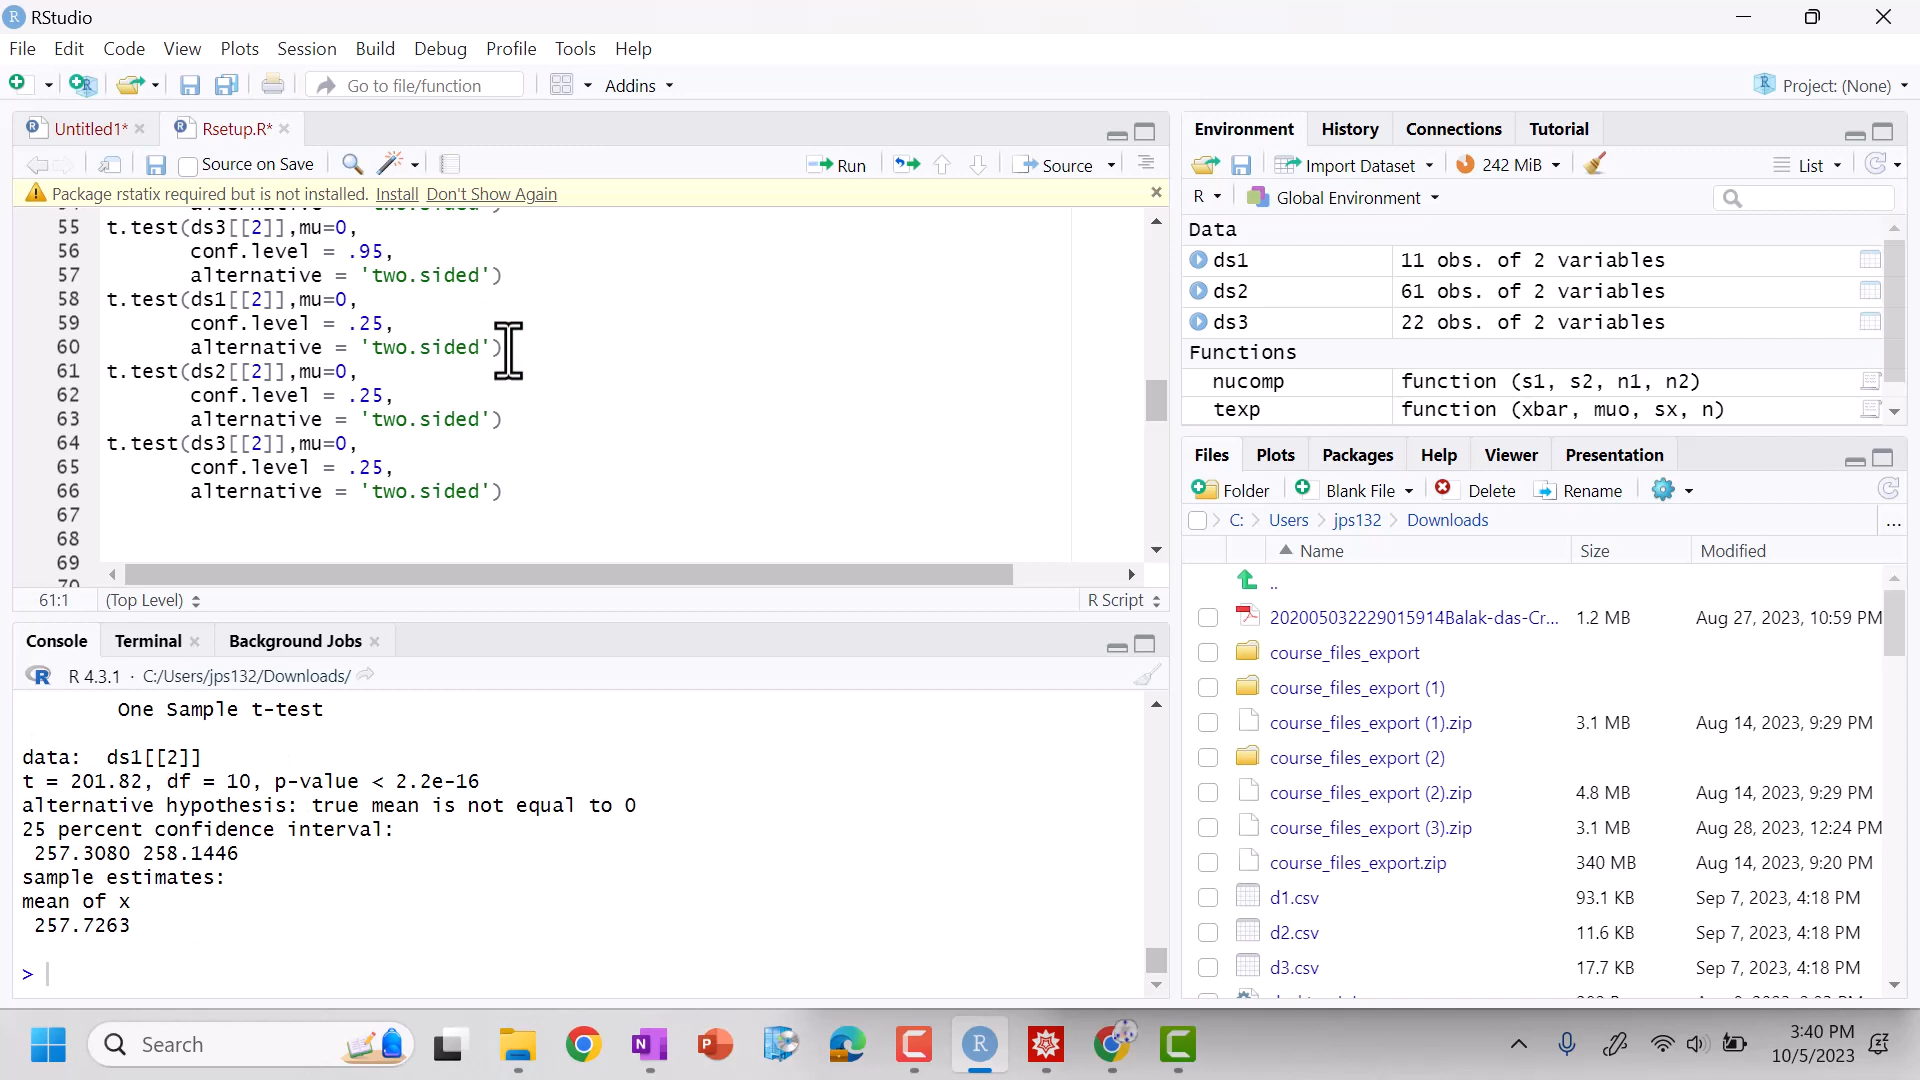 RStudio
File Edit Code View Plots Session Build Debug Profile Tools Help
Go to file/function Addins Project: (None)
Untitled1* Rsetup.R*
Source on Save Run Source
Package rstatix required but is not installed. Install Don't Show Again
55 t.test(ds3[[2]],mu=0,
56 conf.level = .95,
57 alternative = 'two.sided')
58 t.test(ds1[[2]],mu=0,
59 conf.level = .25,
60 alternative = 'two.sided')
61 t.test(ds2[[2]],mu=0,
62 conf.level = .25,
63 alternative = 'two.sided')
64 t.test(ds3[[2]],mu=0,
65 conf.level = .25,
66 alternative = 'two.sided')
67
68
69
70
61:1 (Top Level) R Script
Console Terminal Background Jobs
R 4.3.1 · C:/Users/jps132/Downloads/
One Sample t-test
data: ds1[[2]]
t = 201.82, df = 10, p-value < 2.2e-16
alternative hypothesis: true mean is not equal to 0
25 percent confidence interval:
257.3080 258.1446
sample estimates:
mean of x
257.7263
>
Environment History Connections Tutorial
Import Dataset 242 MiB List
R Global Environment
Data
ds1 11 obs. of 2 variables
ds2 61 obs. of 2 variables
ds3 22 obs. of 2 variables
Functions
nucomp function (s1, s2, n1, n2)
texp function (xbar, muo, sx, n)
Files Plots Packages Help Viewer Presentation
Folder Blank File Delete Rename
C: Users jps132 Downloads ...
Name Size Modified
..
202005032229015914Balak-das-Cr... 1.2 MB Aug 27, 2023, 10:59 PM
course_files_export
course_files_export (1)
course_files_export (1).zip 3.1 MB Aug 14, 2023, 9:29 PM
course_files_export (2)
course_files_export (2).zip 4.8 MB Aug 14, 2023, 9:29 PM
course_files_export (3).zip 3.1 MB Aug 28, 2023, 12:24 PM
course_files_export.zip 340 MB Aug 14, 2023, 9:20 PM
d1.csv 93.1 KB Sep 7, 2023, 4:18 PM
d2.csv 11.6 KB Sep 7, 2023, 4:18 PM
d3.csv 17.7 KB Sep 7, 2023, 4:18 PM
Search
3:40 PM
10/5/2023